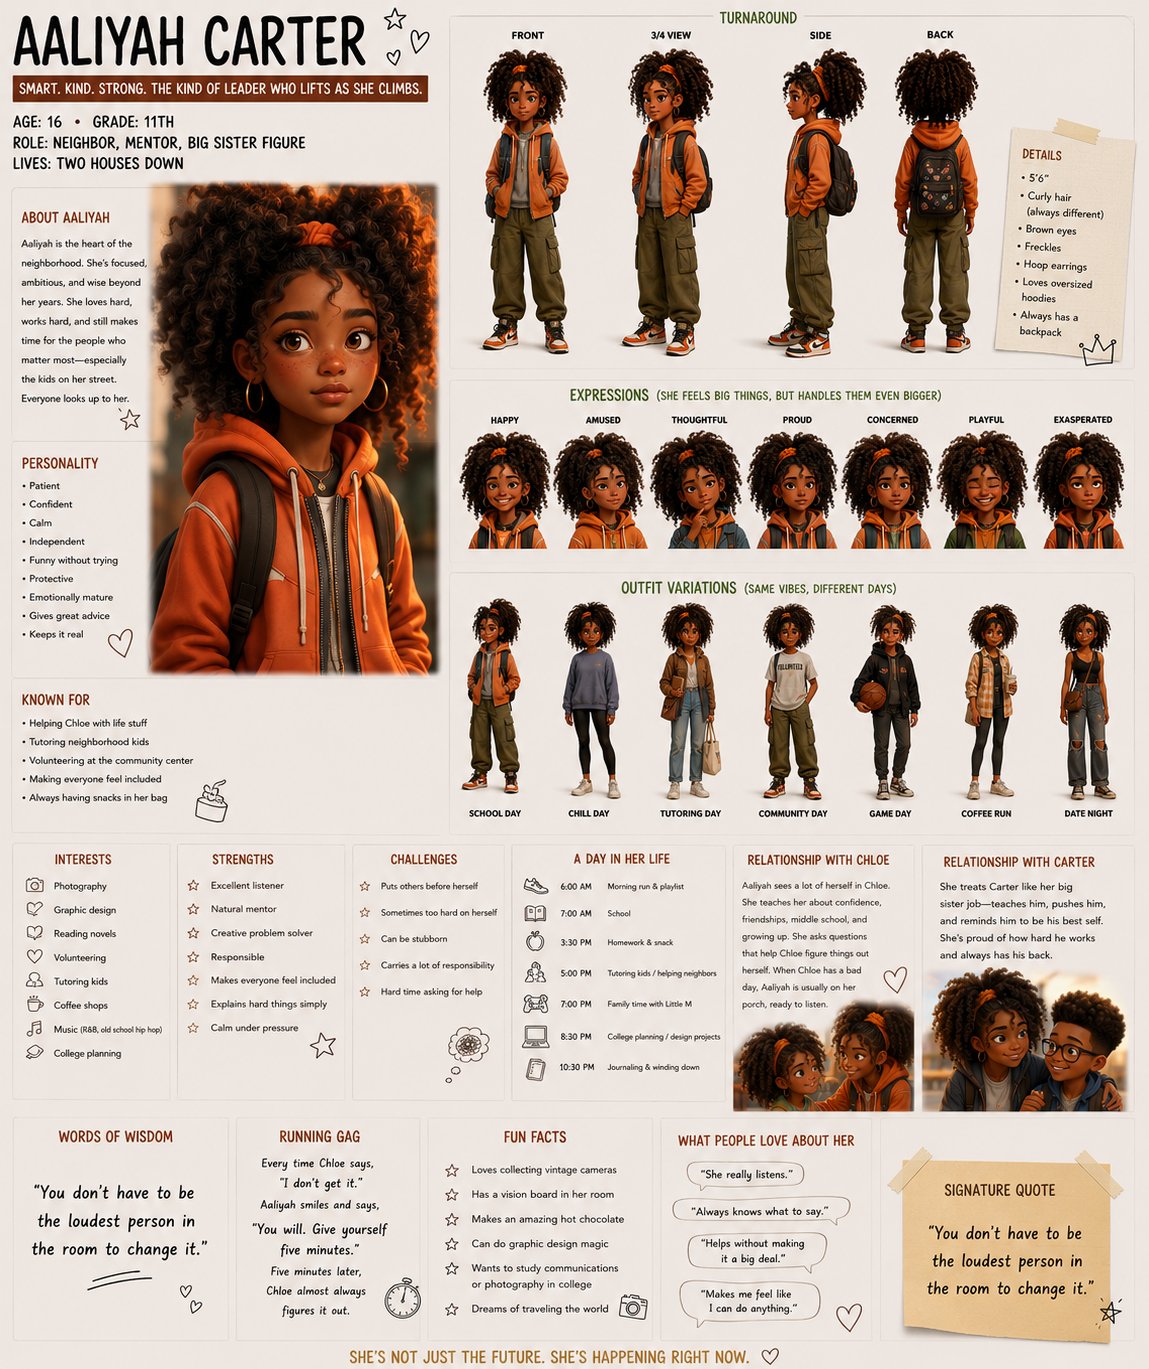 AALIYAH CARTER
SMART. KIND. STRONG. THE KIND OF LEADER WHO LIFTS AS SHE CLIMBS.
AGE: 16 • GRADE: 11TH
ROLE: NEIGHBOR, MENTOR, BIG SISTER FIGURE
LIVES: TWO HOUSES DOWN
ABOUT AALIYAH
Aaliyah is the heart of the
neighborhood. She's focused,
ambitious, and wise beyond
her years. She loves hard,
works hard, and still makes
time for the people who
matter most—especially
the kids on her street.
Everyone looks up to her.
PERSONALITY
• Patient
• Confident
• Calm
• Independent
• Funny without trying
• Protective
• Emotionally mature
• Gives great advice
• Keeps it real
KNOWN FOR
• Helping Chloe with life stuff
• Tutoring neighborhood kids
• Volunteering at the community center
• Making everyone feel included
• Always having snacks in her bag
TURNAROUND
FRONT
3/4 VIEW
SIDE
BACK
DETAILS
• 5'6"
• Curly hair
(always different)
• Brown eyes
• Freckles
• Hoop earrings
• Loves oversized
hoodies
• Always has a
backpack
EXPRESSIONS (SHE FEELS BIG THINGS, BUT HANDLES THEM EVEN BIGGER)
HAPPY
AMUSED
THOUGHTFUL
PROUD
CONCERNED
PLAYFUL
EXASPERATED
OUTFIT VARIATIONS (SAME VIBES, DIFFERENT DAYS)
SCHOOL DAY
CHILL DAY
TUTORING DAY
COMMUNITY DAY
GAME DAY
COFFEE RUN
DATE NIGHT
INTERESTS
Photography
Graphic design
Reading novels
Volunteering
Tutoring kids
Coffee shops
Music (R&B, old school hip hop)
College planning
STRENGTHS
Excellent listener
Natural mentor
Creative problem solver
Responsible
Makes everyone feel included
Explains hard things simply
Calm under pressure
CHALLENGES
Puts others before herself
Sometimes too hard on herself
Can be stubborn
Carries a lot of responsibility
Hard time asking for help
A DAY IN HER LIFE
6:00 AM Morning run & playlist
7:00 AM School
3:30 PM Homework & snack
5:00 PM Tutoring kids / helping neighbors
7:00 PM Family time with Little M
8:30 PM College planning / design projects
10:30 PM Journaling & winding down
RELATIONSHIP WITH CHLOE
Aaliyah sees a lot of herself in Chloe.
She teaches her about confidence,
friendships, middle school, and
growing up. She asks questions
that help Chloe figure things out
herself. When Chloe has a bad
day, Aaliyah is usually on her
porch, ready to listen.
RELATIONSHIP WITH CARTER
She treats Carter like her big
sister job—teaches him, pushes him,
and reminds him to be his best self.
She's proud of how hard he works
and always has his back.
WORDS OF WISDOM
"You don't have to be
the loudest person in
the room to change it."
RUNNING GAG
Every time Chloe says,
"I don't get it."
Aaliyah smiles and says,
"You will. Give yourself
five minutes."
Five minutes later,
Chloe almost always
figures it out.
FUN FACTS
Loves collecting vintage cameras
Has a vision board in her room
Makes an amazing hot chocolate
Can do graphic design magic
Wants to study communications
or photography in college
Dreams of traveling the world
WHAT PEOPLE LOVE ABOUT HER
"She really listens."
"Always knows what to say."
"Helps without making
it a big deal."
"Makes me feel like
I can do anything."
SIGNATURE QUOTE
"You don't have to be
the loudest person in
the room to change it."
SHE'S NOT JUST THE FUTURE. SHE'S HAPPENING RIGHT NOW.